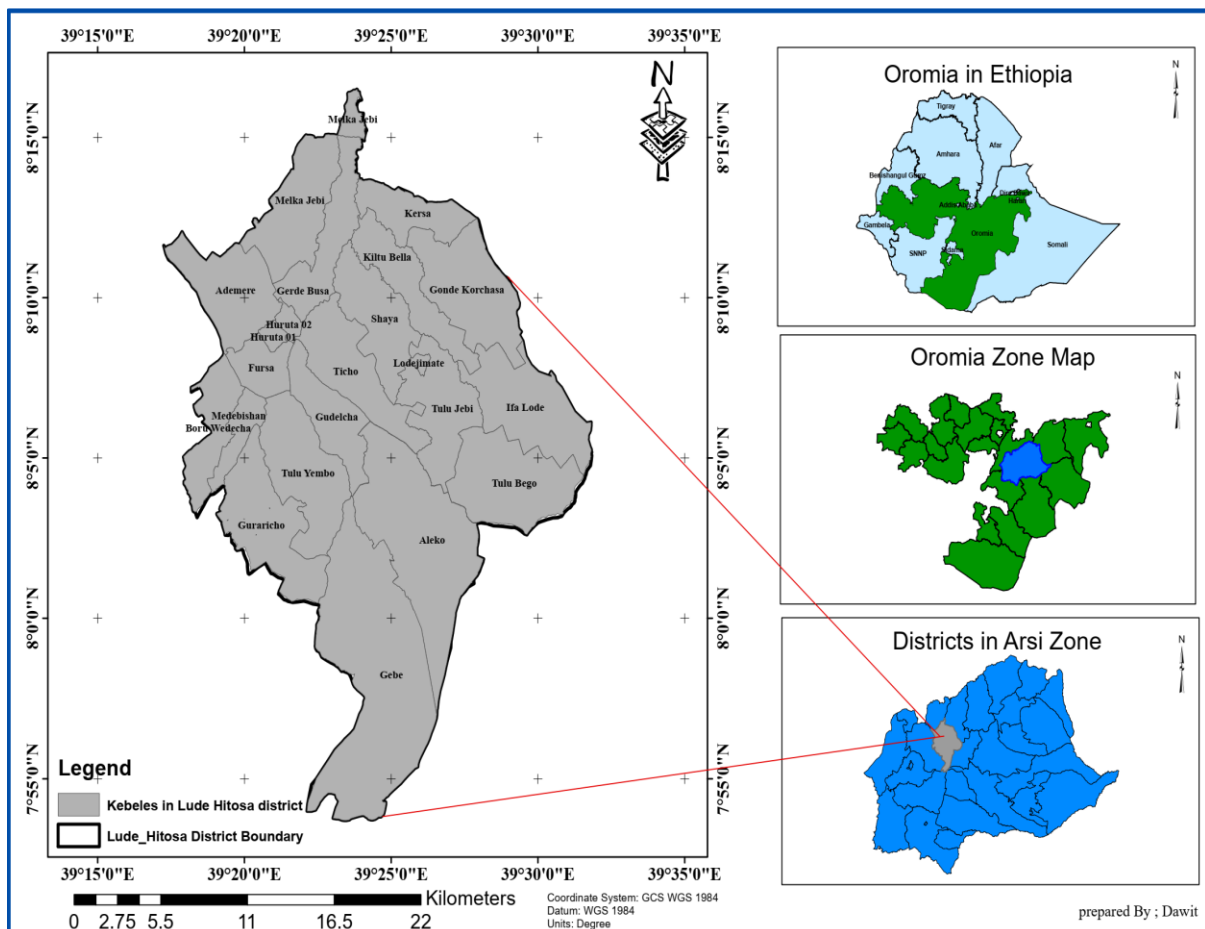 39°15'0"E 39°20'0"E 39°25'0"E 39°30'0"E 39°35'0"E
N
8°15'0"N 8°15'0"N
8°10'0"N 8°10'0"N
8°5'0"N 8°5'0"N
8°0'0"N 8°0'0"N
7°55'0"N 7°55'0"N
Melka Jebi
Melka Jebi
Kersa
Kiltu Bella
Ademere
Gerde Busa
Gonde Korchasa
Huruta 02
Shaya
Huruta 01
Fursa
Ticho
Lodejimate
Medebishan
Gudelcha
Tulu Jebi
Ifa Lode
Boru Wedecha
Tulu Yembo
Tulu Bego
Guraricho
Aleko
Gebe
Legend
Kebeles in Lude Hitosa district
Lude_Hitosa District Boundary
39°15'0"E 39°20'0"E 39°25'0"E 39°30'0"E 39°35'0"E
Kilometers
0 2.75 5.5 11 16.5 22
Coordinate System: GCS WGS 1984
Datum: WGS 1984
Units: Degree
Oromia in Ethiopia
N
Tigray
Amhara
Afar
Gambela
SNNP
Oromia
Somali
Oromia Zone Map
N
Districts in Arsi Zone
N
prepared By ; Dawit